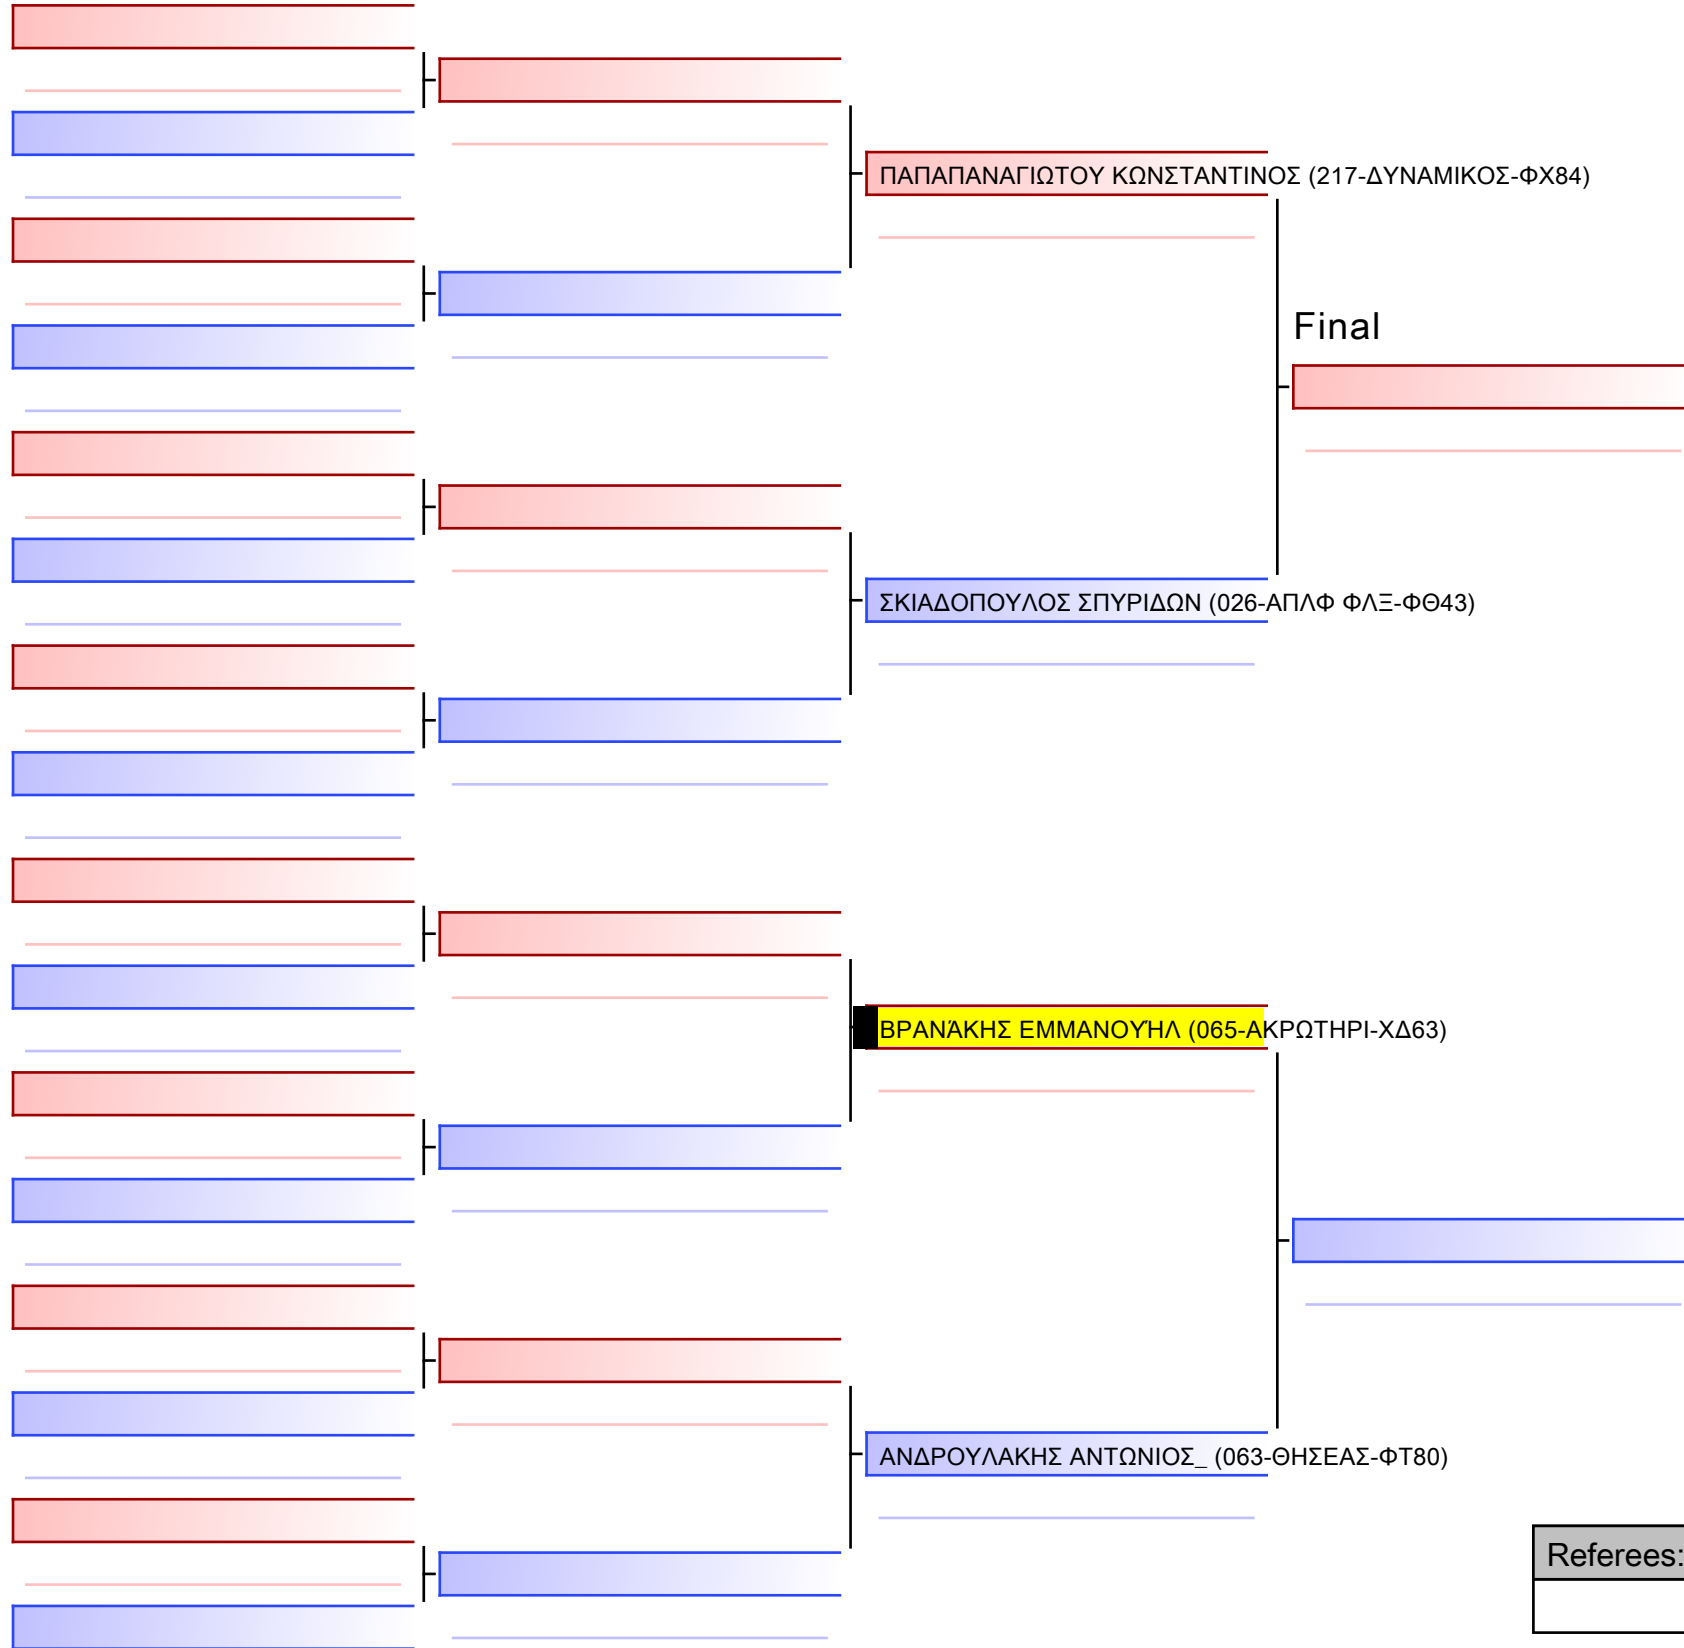 ΠΑΠΑΠΑΝΑΓΙΩΤΟΥ ΚΩΝΣΤΑΝΤΙΝΟΣ (217-ΔΥΝΑΜΙΚΟΣ-ΦΧ84)
Final
ΣΚΙΑΔΟΠΟΥΛΟΣ ΣΠΥΡΙΔΩΝ (026-ΑΠΛΦ ΦΛΞ-ΦΘ43)
ΒΡΑΝΆΚΗΣ ΕΜΜΑΝΟΥΉΛ (065-ΑΚΡΩΤΗΡΙ-ΧΔ63)
ΑΝΔΡΟΥΛΑΚΗΣ ΑΝΤΩΝΙΟΣ_ (063-ΘΗΣΕΑΣ-ΦΤ80)
Referees: